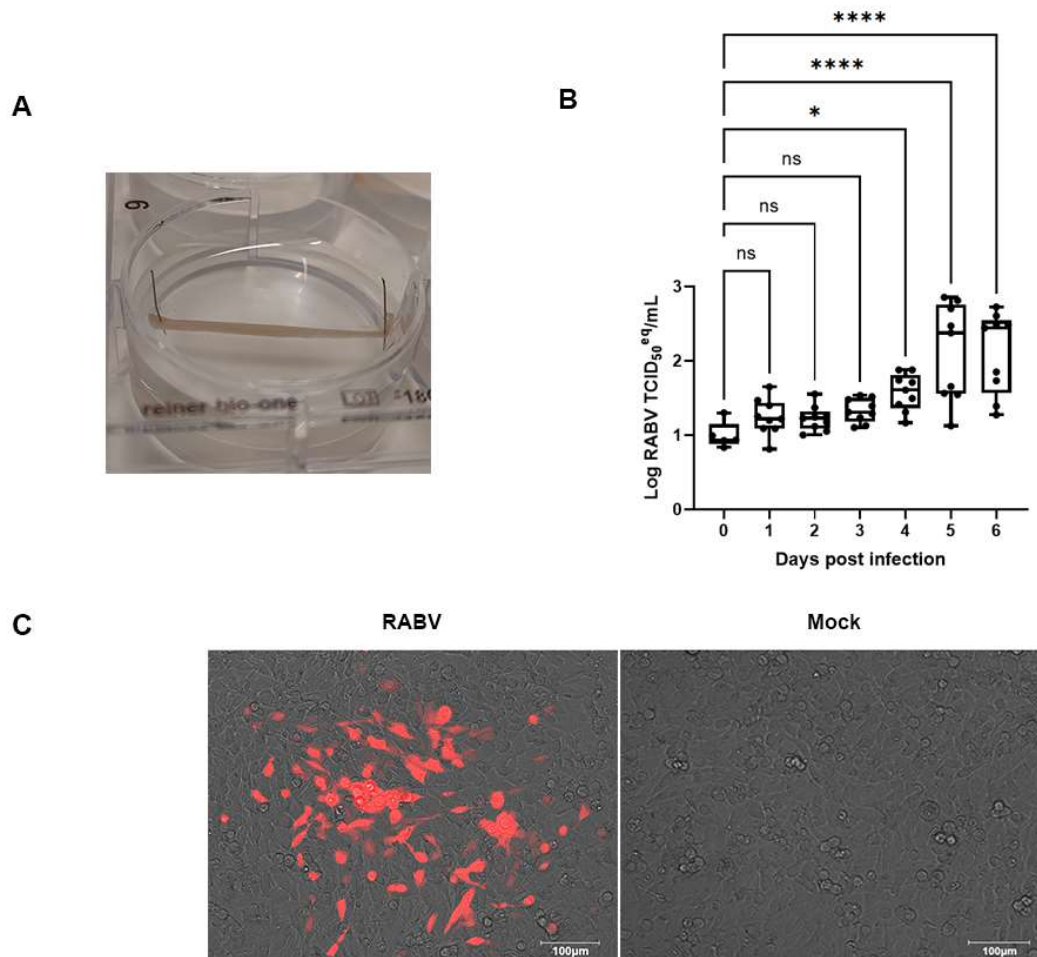 A
6
reiner bio-one
LOT
B
****
****
*
ns
ns
ns
3
2
1
0
Log RABV TCID50eq/mL
0 1 2 3 4 5 6
Days post infection
C
RABV Mock
100µm 100µm